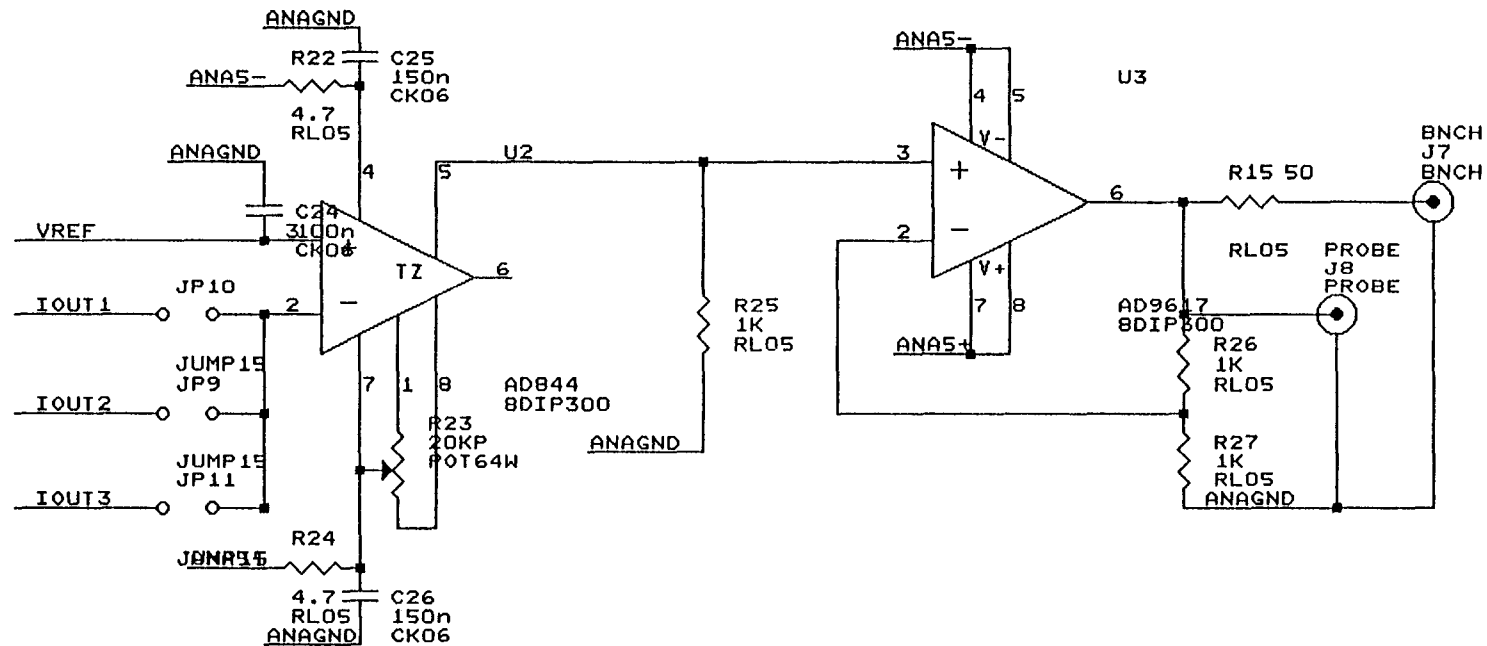 ANAGND
R22
C25
150n
CK06
ANA5-
4.7
RL05
ANAGND
4
5
U2
C24
100n
CK06
VREF
3
+
TZ
6
JP10
IOUT1
2
-
JUMP15
JP9
IOUT2
7
1
8
AD844
8DIP300
R23
20KP
POT64W
JUMP15
JP11
IOUT3
R24
4.7
RL05
C26
150n
CK06
ANAGND
R25
1K
RL05
ANAGND
ANA5-
U3
4
5
V-
3
+
2
-
6
V+
7
8
ANA5+
AD9617
8DIP300
R15 50
RL05
BNCH
J7
BNCH
PROBE
J8
PROBE
R26
1K
RL05
R27
1K
RL05
ANAGND